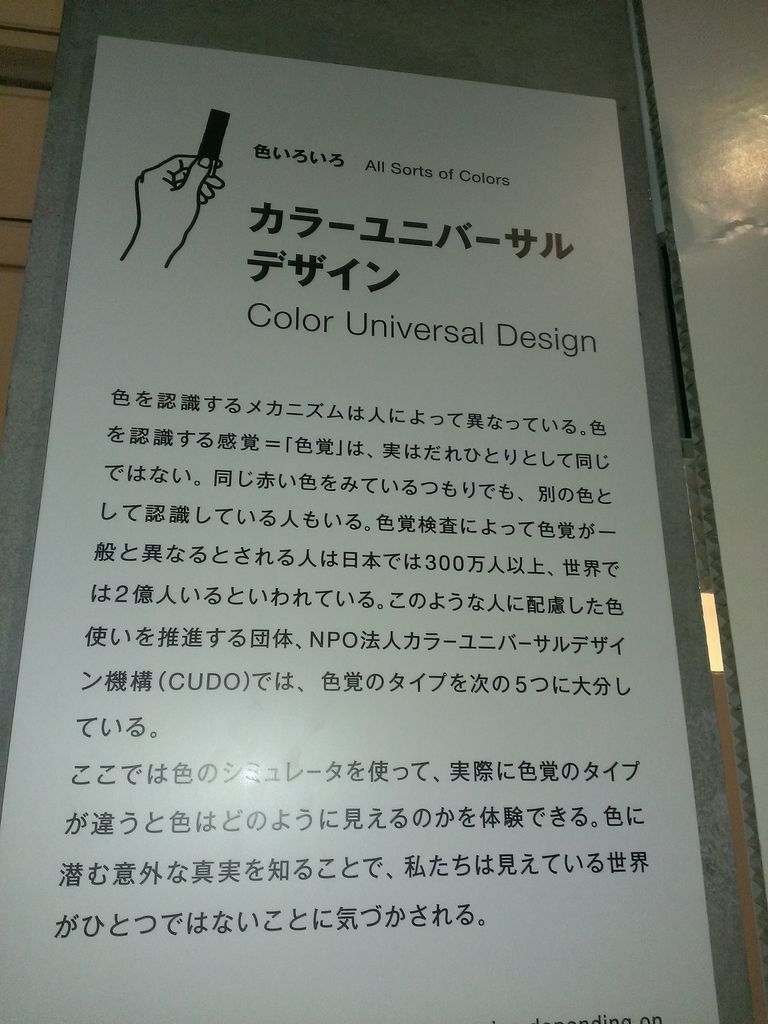 色いろいろ All Sorts of Colors
カラーユニバーサル
デザイン
Color Universal Design
色を認識するメカニズムは人によって異なっている。色
を認識する感覚＝「色覚」は、実はだれひとりとして同じ
ではない。同じ赤い色をみているつもりでも、別の色と
して認識している人もいる。色覚検査によって色覚が一
般と異なるとされる人は日本では300万人以上、世界で
は2億人いるといわれている。このような人に配慮した色
使いを推進する団体、NPO法人カラーユニバーサルデザイ
ン機構(CUDO)では、色覚のタイプを次の5つに大分し
ている。
ここでは色のシミュレータを使って、実際に色覚のタイプ
が違うと色はどのように見えるのかを体験できる。色に
潜む意外な真実を知ることで、私たちは見えている世界
がひとつではないことに気づかされる。
depending on